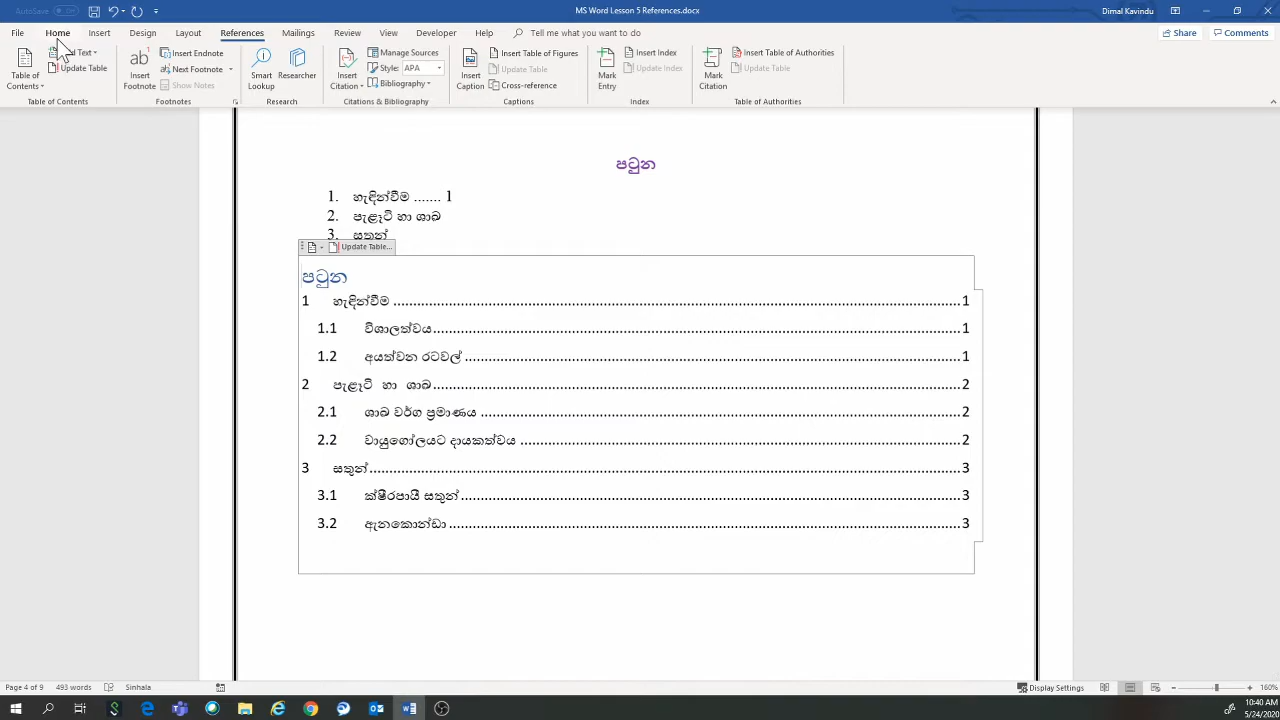 AutoSave Off
MS Word Lesson 5 References.docx
Dimal Kavindu
File Home Insert Design Layout References Mailings Review View Developer Help Tell me what you want to do
Share Comments
Table of Contents
Text
Update Table
Table of Contents
ab
Insert Footnote
Insert Endnote
Next Footnote
Show Notes
Footnotes
Smart Lookup
Researcher
Research
Insert Citation
Manage Sources
Style: APA
Bibliography
Citations & Bibliography
Insert Caption
Insert Table of Figures
Update Table
Cross-reference
Captions
Mark Entry
Insert Index
Update Index
Index
Mark Citation
Insert Table of Authorities
Update Table
Table of Authorities
පටුන
1. හැඳින්වීම ....... 1
2. පැළෑටි හා ශාඛ
3. සතුන්
Update Table...
පටුන
1 හැඳින්වීම ........ 1
1.1 විශාලත්වය ........ 1
1.2 අයත්වන රටවල් ........ 1
2 පැළෑටි හා ශාඛ ........ 2
2.1 ශාඛ වර්ග ප්‍රමාණය ........ 2
2.2 වායුගෝලයට දායකත්වය ........ 2
3 සතුන් ........ 3
3.1 ක්ෂීරපායී සතුන් ........ 3
3.2 ඇනකොන්ඩා ........ 3
Page 4 of 9 493 words Sinhala
Display Settings
160%
10:40 AM
5/24/2020